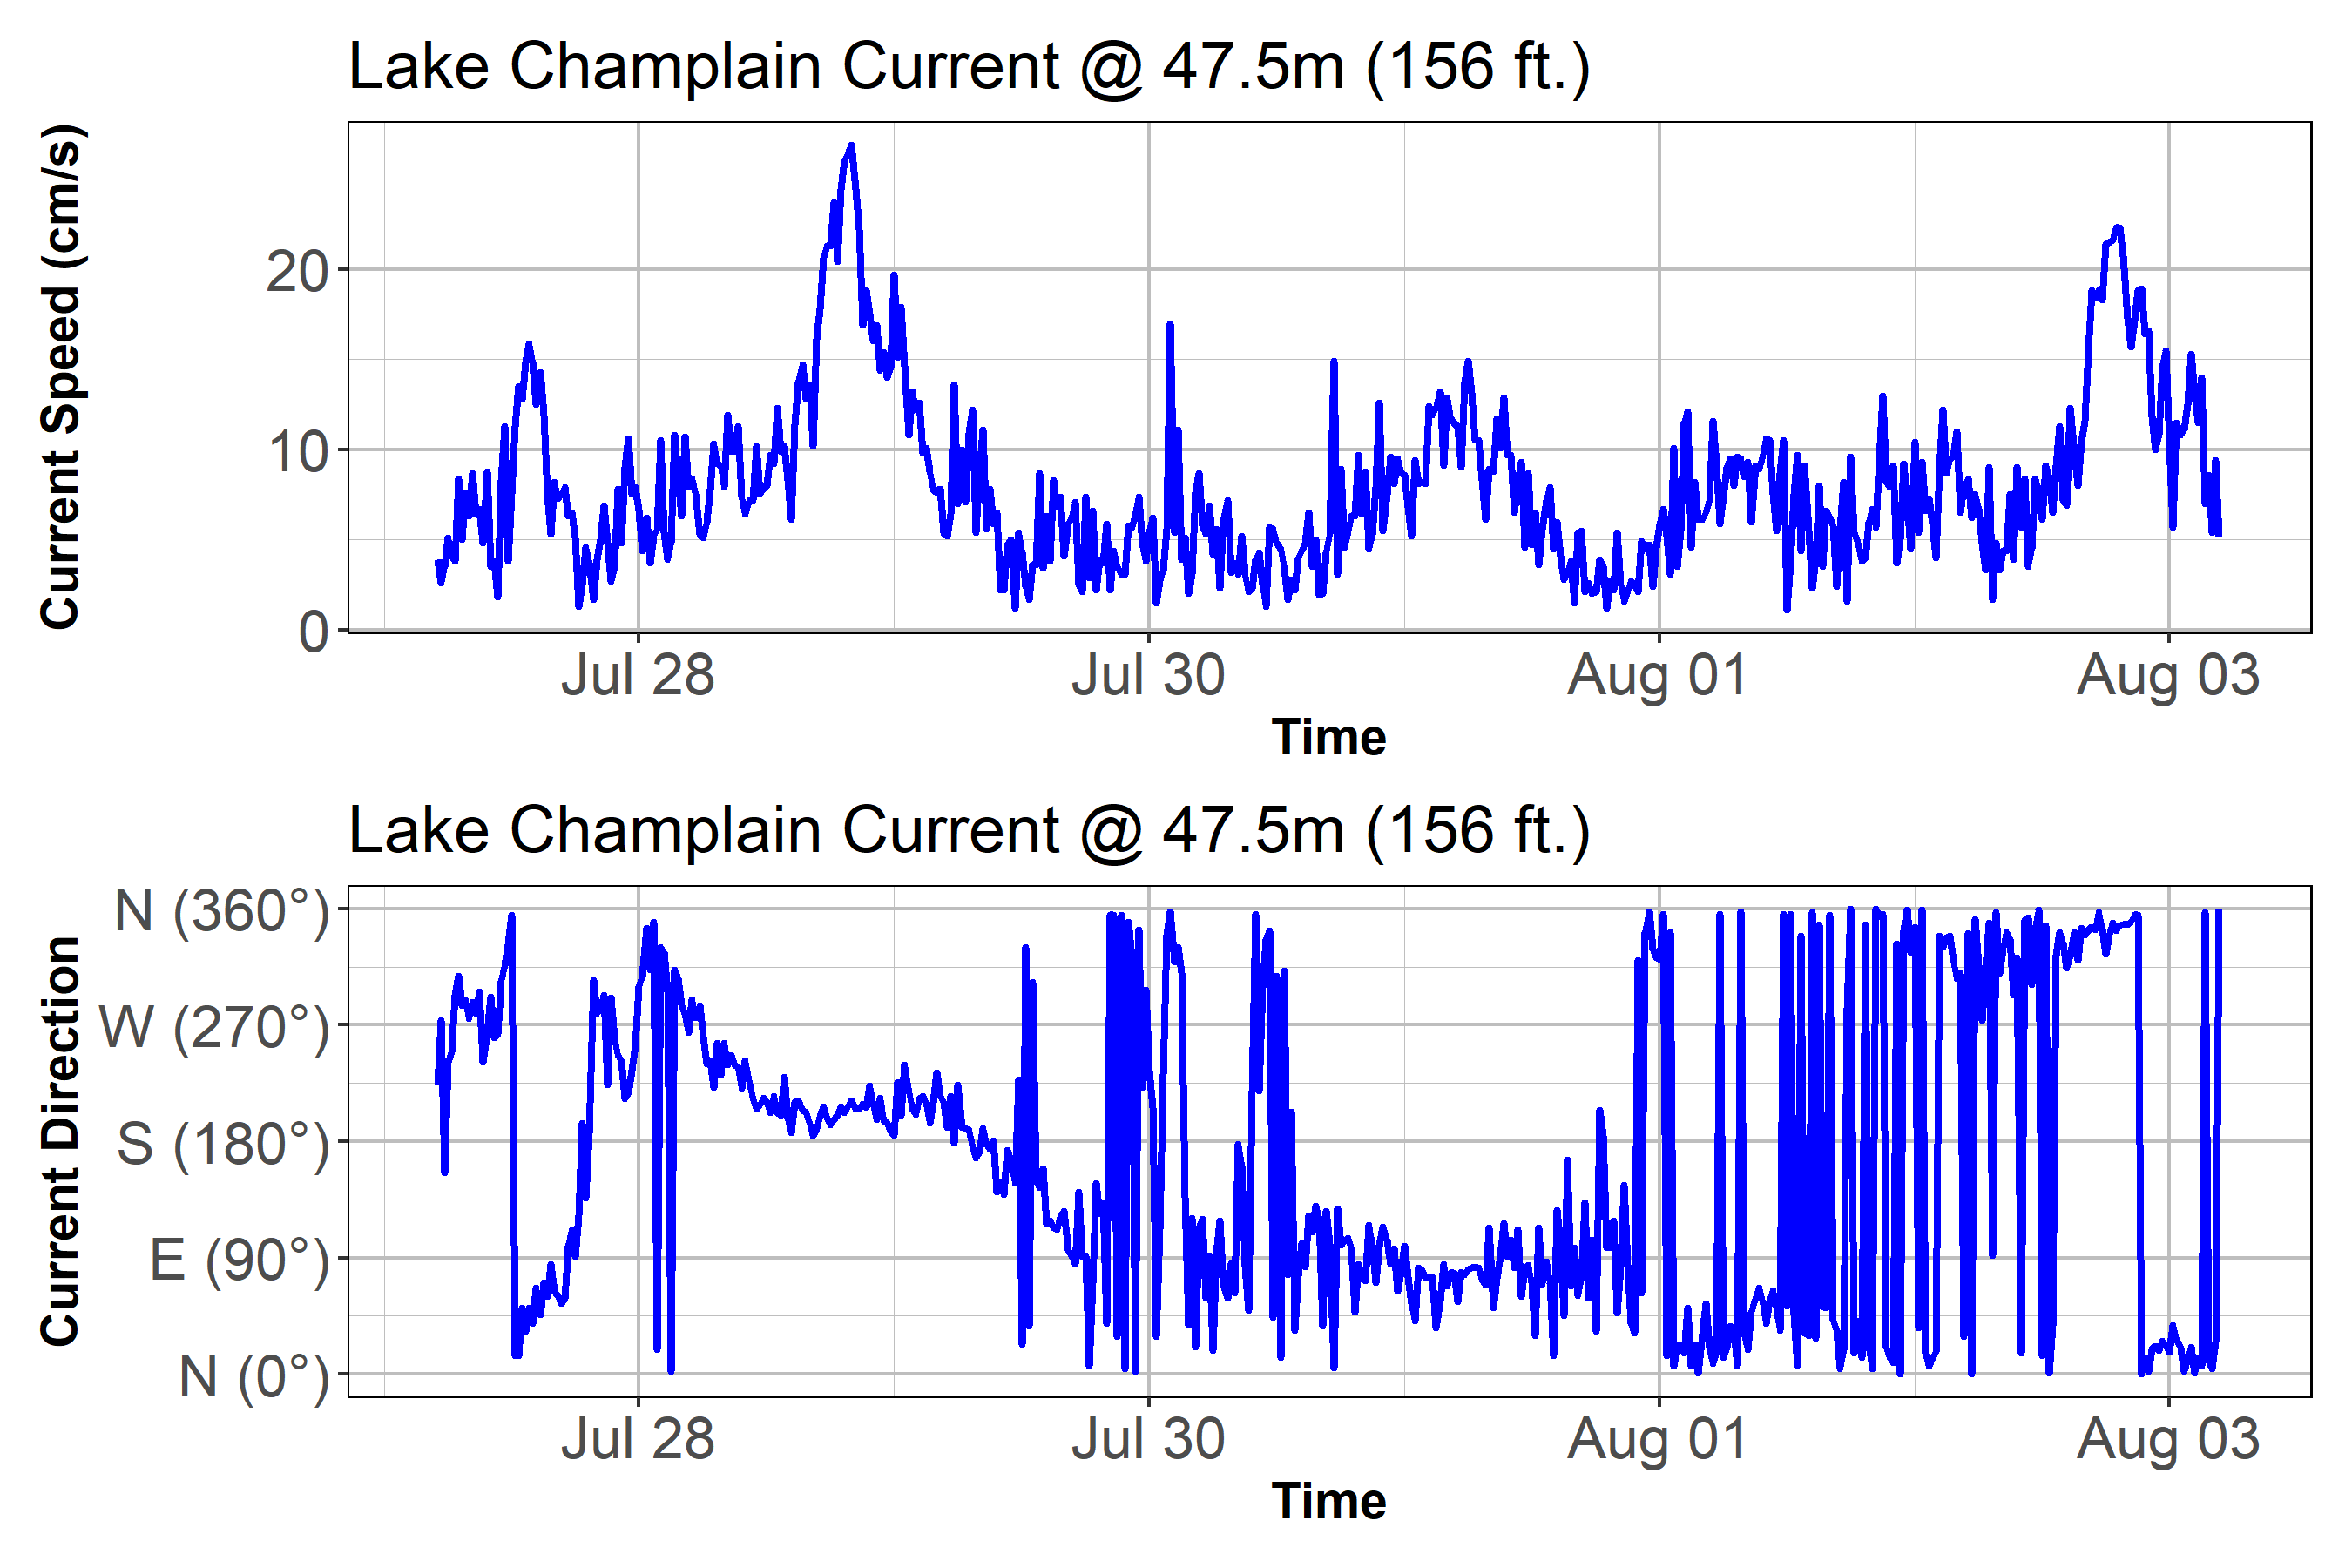 Lake Champlain Current @ 47.5m (156 ft.)
Current Speed (cm/s)
20
10
0
Jul 28 Jul 30 Aug 01 Aug 03
Time
Lake Champlain Current @ 47.5m (156 ft.)
Current Direction
N (360°)
W (270°)
S (180°)
E (90°)
N (0°)
Jul 28 Jul 30 Aug 01 Aug 03
Time